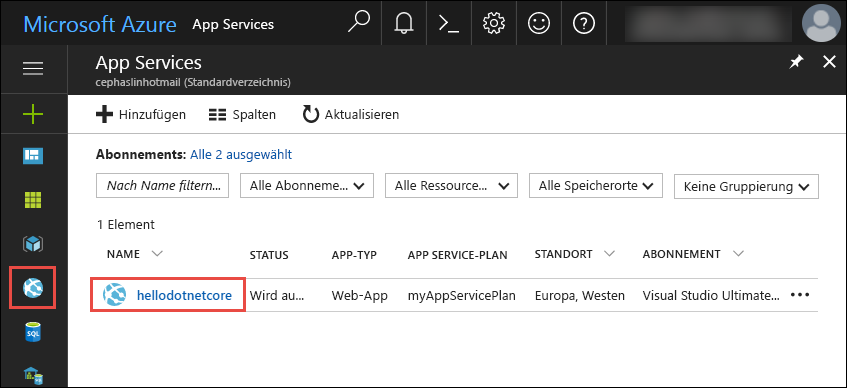 Microsoft Azure App Services
App Services
cephaslinhotmail (Standardverzeichnis)
Hinzufügen Spalten Aktualisieren
Abonnements: Alle 2 ausgewählt
Nach Name filtern... Alle Abonneme... Alle Ressource... Alle Speicherorte Keine Gruppierung
1 Element
NAME STATUS APP-TYP APP SERVICE-PLAN STANDORT ABONNEMENT
hellodotnetcore Wird au... Web-App myAppServicePlan Europa, Westen Visual Studio Ultimate...
SQL